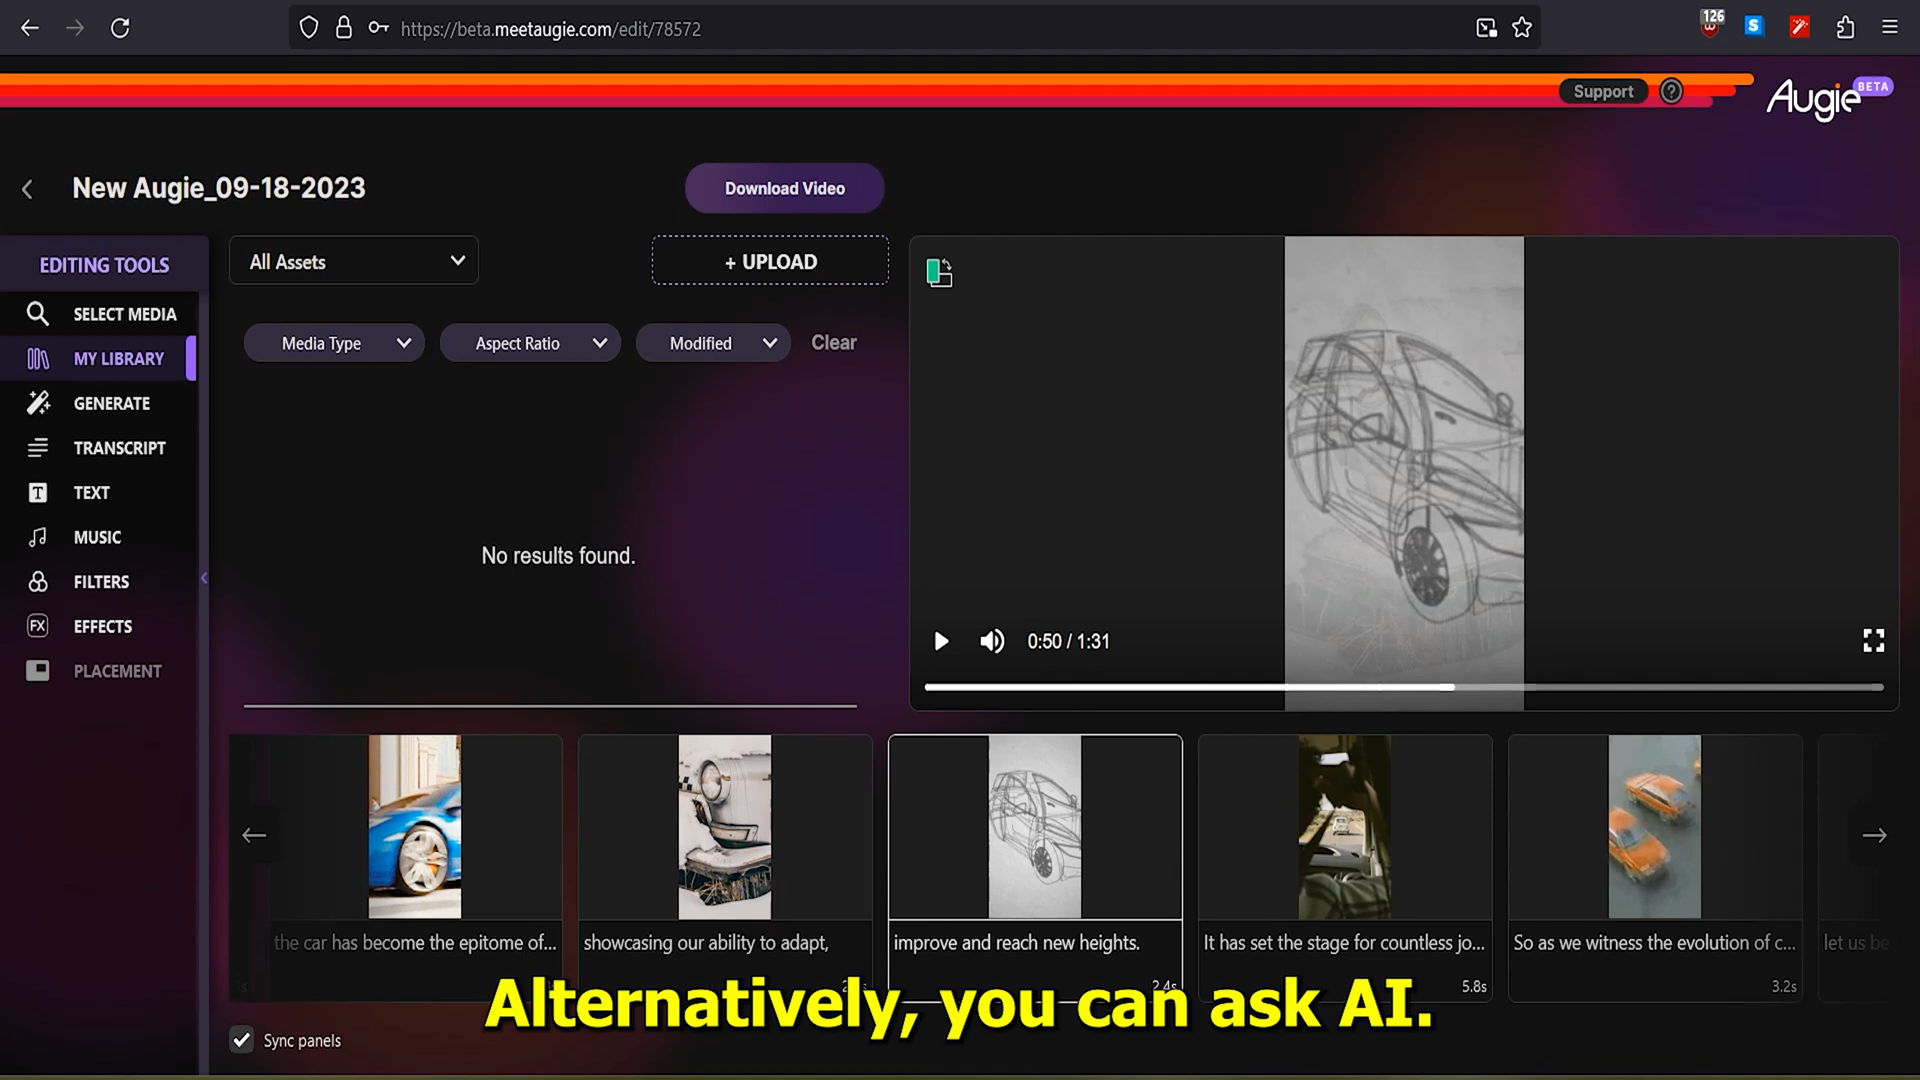 126
S
https://beta.meetaugie.com/edit/78572
Support
?
Augie
BETA
New Augie_09-18-2023
Download Video
EDITING TOOLS
SELECT MEDIA
MY LIBRARY
GENERATE
TRANSCRIPT
T TEXT
MUSIC
FILTERS
FX EFFECTS
PLACEMENT
All Assets
+ UPLOAD
Media Type
Aspect Ratio
Modified
Clear
No results found.
0:50 / 1:31
the car has become the epitome of...
showcasing our ability to adapt,
improve and reach new heights.
2.4s
It has set the stage for countless jo...
5.8s
So as we witness the evolution of c...
3.2s
let us be
Alternatively, you can ask AI.
Sync panels